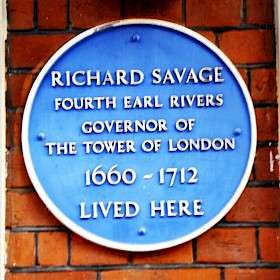 RICHARD SAVAGE
FOURTH EARL RIVERS
GOVERNOR OF
THE TOWER OF LONDON
1660 ~ 1712
LIVED HERE